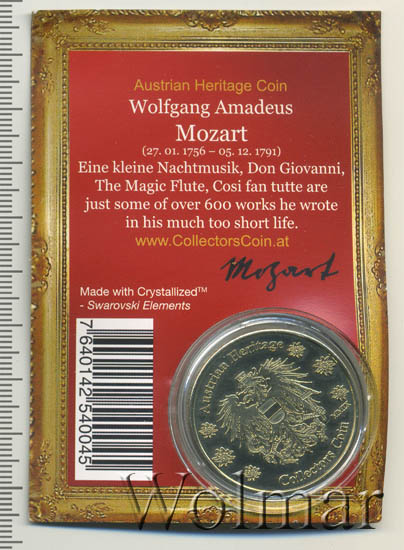 Austrian Heritage Coin
Wolfgang Amadeus
Mozart
(27. 01. 1756 – 05. 12. 1791)
Eine kleine Nachtmusik, Don Giovanni,
The Magic Flute, Cosi fan tutte are
just some of over 600 works he wrote
in his much too short life.
www.CollectorsCoin.at
Mozart
Made with Crystallized™
- Swarovski Elements
7640142540045
Austrian Heritage
Collectors Coin
Wolmar